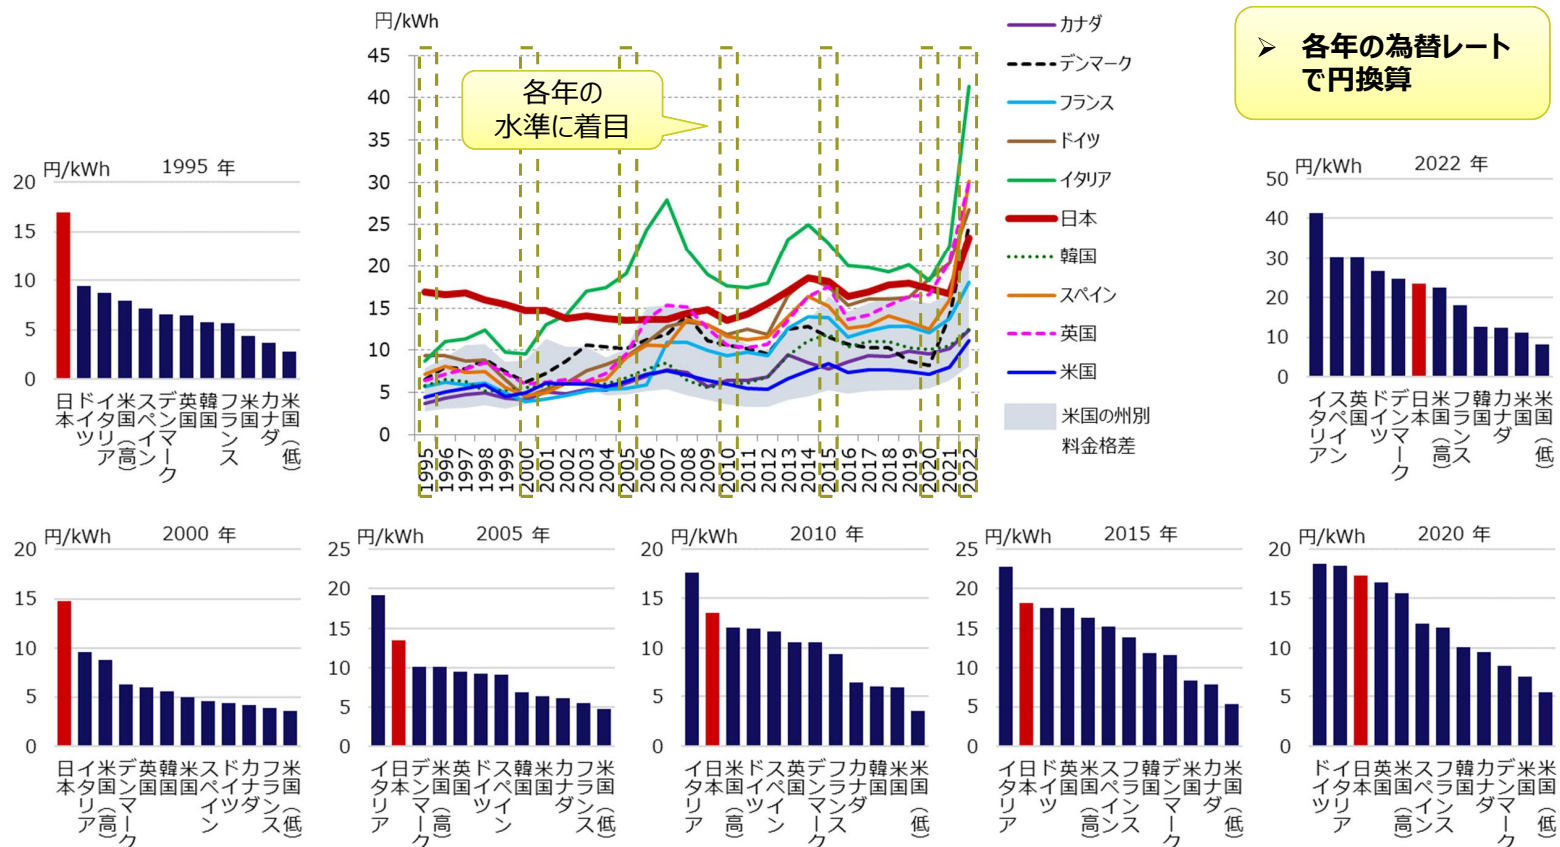 円/kWh
45
40
35
30
25
20
15
10
5
0
1995
1996
1997
1998
1999
2000
2001
2002
2003
2004
2005
2006
2007
2008
2009
2010
2011
2012
2013
2014
2015
2016
2017
2018
2019
2020
2021
2022
各年の
水準に着目
カナダ
デンマーク
フランス
ドイツ
イタリア
日本
韓国
スペイン
英国
米国
米国の州別
料金格差
➢ 各年の為替レート
で円換算
円/kWh 1995 年
20
15
10
5
0
日本
ドイツ
イタリア
米国(高)
スペイン
デンマーク
英国
韓国
フランス
米国
カナダ
米国(低)
円/kWh 2022 年
50
40
30
20
10
0
イタリア
スペイン
英国
ドイツ
デンマーク
日本
米国(高)
フランス
韓国
カナダ
米国
米国(低)
円/kWh 2000 年
20
15
10
5
0
日本
イタリア
米国(高)
デンマーク
英国
韓国
米国
スペイン
ドイツ
カナダ
フランス
米国(低)
円/kWh 2005 年
25
20
15
10
5
0
イタリア
日本
デンマーク
米国(高)
英国
ドイツ
スペイン
韓国
米国
カナダ
フランス
米国(低)
円/kWh 2010 年
20
15
10
5
0
イタリア
日本
米国(高)
ドイツ
スペイン
英国
デンマーク
フランス
カナダ
韓国
米国
米国(低)
円/kWh 2015 年
25
20
15
10
5
0
イタリア
日本
ドイツ
英国
米国(高)
スペイン
フランス
韓国
デンマーク
米国
カナダ
米国(低)
円/kWh 2020 年
20
15
10
5
0
ドイツ
イタリア
日本
英国
米国(高)
スペイン
フランス
韓国
カナダ
デンマーク
米国
米国(低)